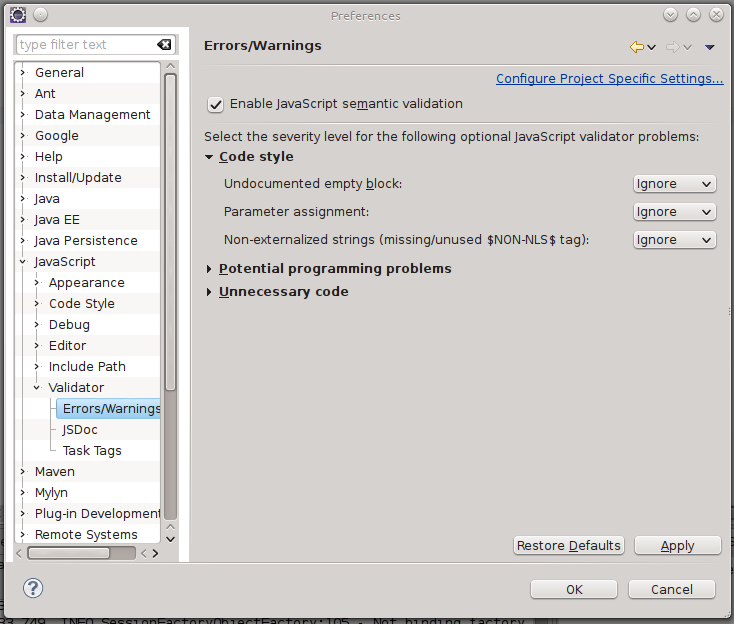 Preferences
type filter text
General
Ant
Data Management
Google
Help
Install/Update
Java
Java EE
Java Persistence
JavaScript
Appearance
Code Style
Debug
Editor
Include Path
Validator
Errors/Warnings
JSDoc
Task Tags
Maven
Mylyn
Plug-in Development
Remote Systems
Errors/Warnings
Configure Project Specific Settings...
Enable JavaScript semantic validation
Select the severity level for the following optional JavaScript validator problems:
Code style
Undocumented empty block: Ignore
Parameter assignment: Ignore
Non-externalized strings (missing/unused $NON-NLS$ tag): Ignore
Potential programming problems
Unnecessary code
Restore Defaults Apply
? OK Cancel
33,749 INFO SessionFactoryObjectFactory:105 - Not binding factory